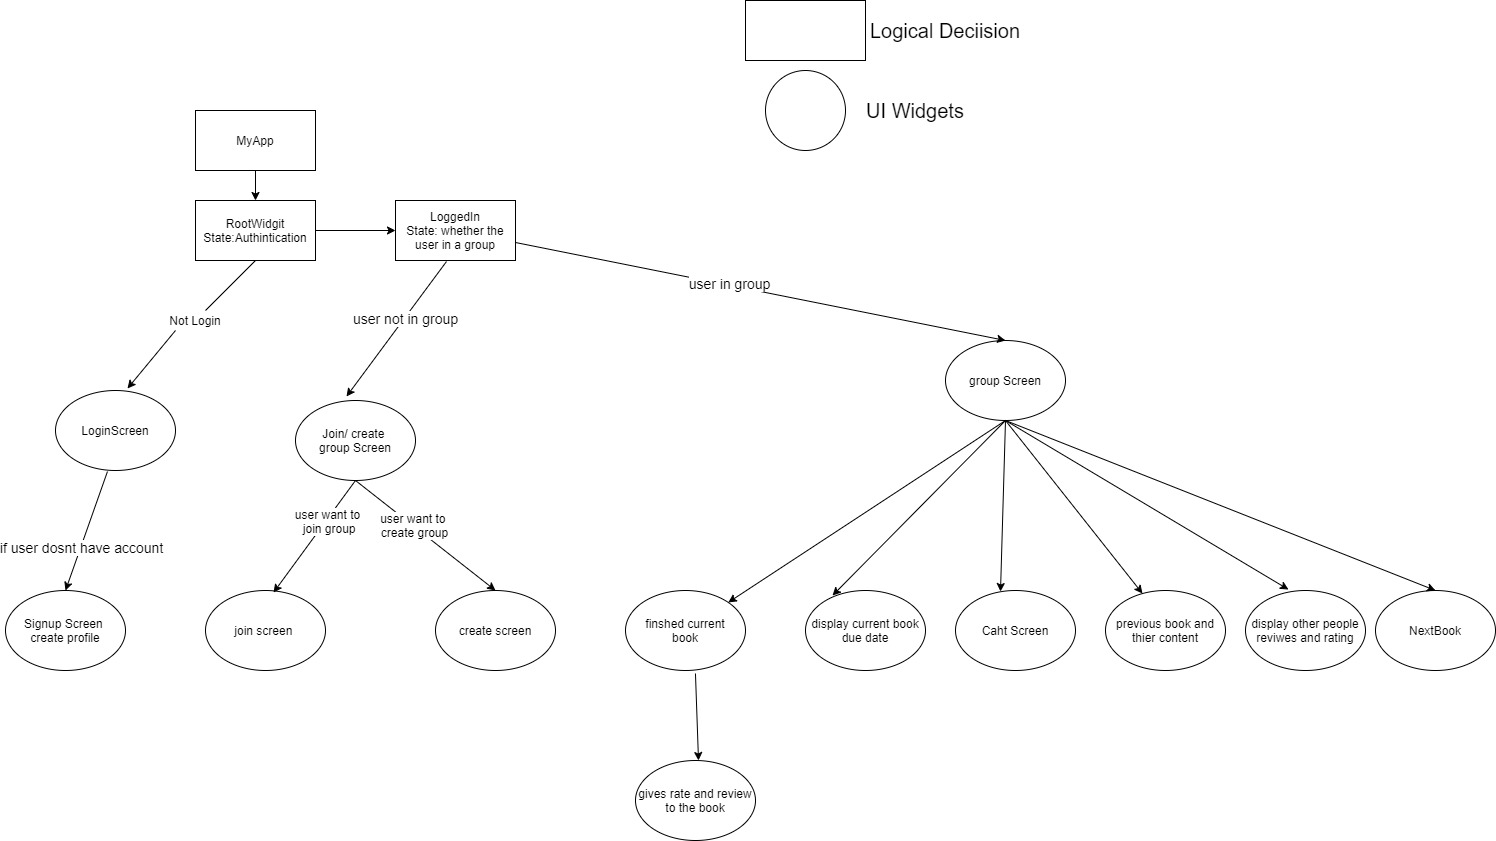 Logical Deciision
UI Widgets
MyApp
RootWidgit
State:Authintication
LoggedIn
State: whether the
user in a group
user in group
Not Login
user not in group
group Screen
LoginScreen
Join/ create
group Screen
user want to
join group
user want to
create group
if user dosnt have account
Signup Screen
create profile
join screen
create screen
finshed current
book
display current book
due date
Caht Screen
previous book and
thier content
display other people
reviwes and rating
NextBook
gives rate and review
to the book